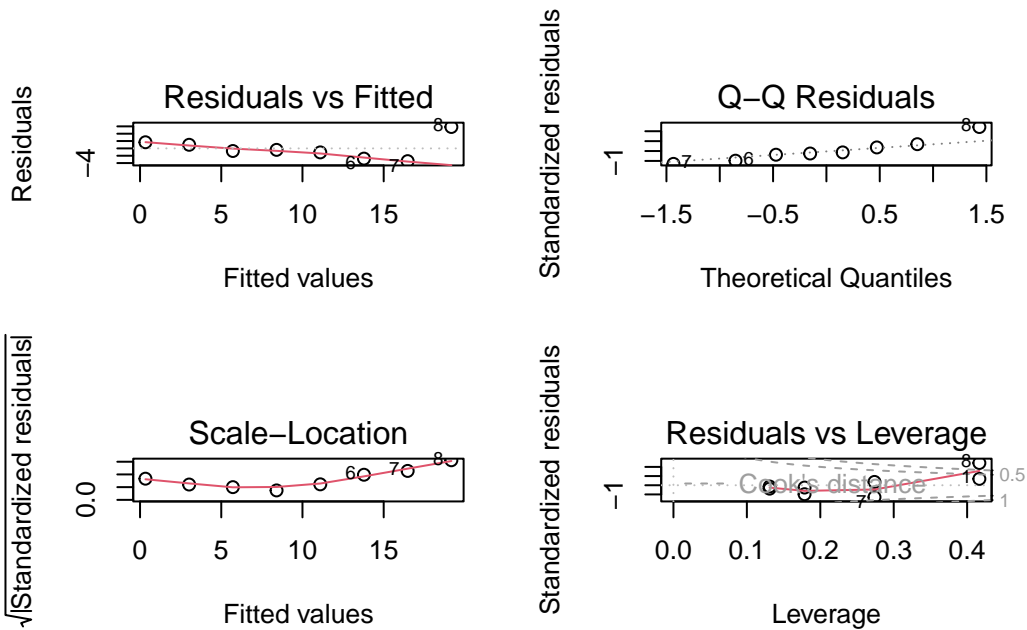 Residuals vs Fitted
Residuals
−4
8
6
7
0 5 10 15
Fitted values
Q−Q Residuals
Standardized residuals
−1
7
6
8
−1.5 −0.5 0.5 1.5
Theoretical Quantiles
Scale−Location
√|Standardized residuals|
0.0
6
7
8
0 5 10 15
Fitted values
Residuals vs Leverage
Standardized residuals
−1
Cook's distance
8
1
7
0.5
1
0.0 0.1 0.2 0.3 0.4
Leverage